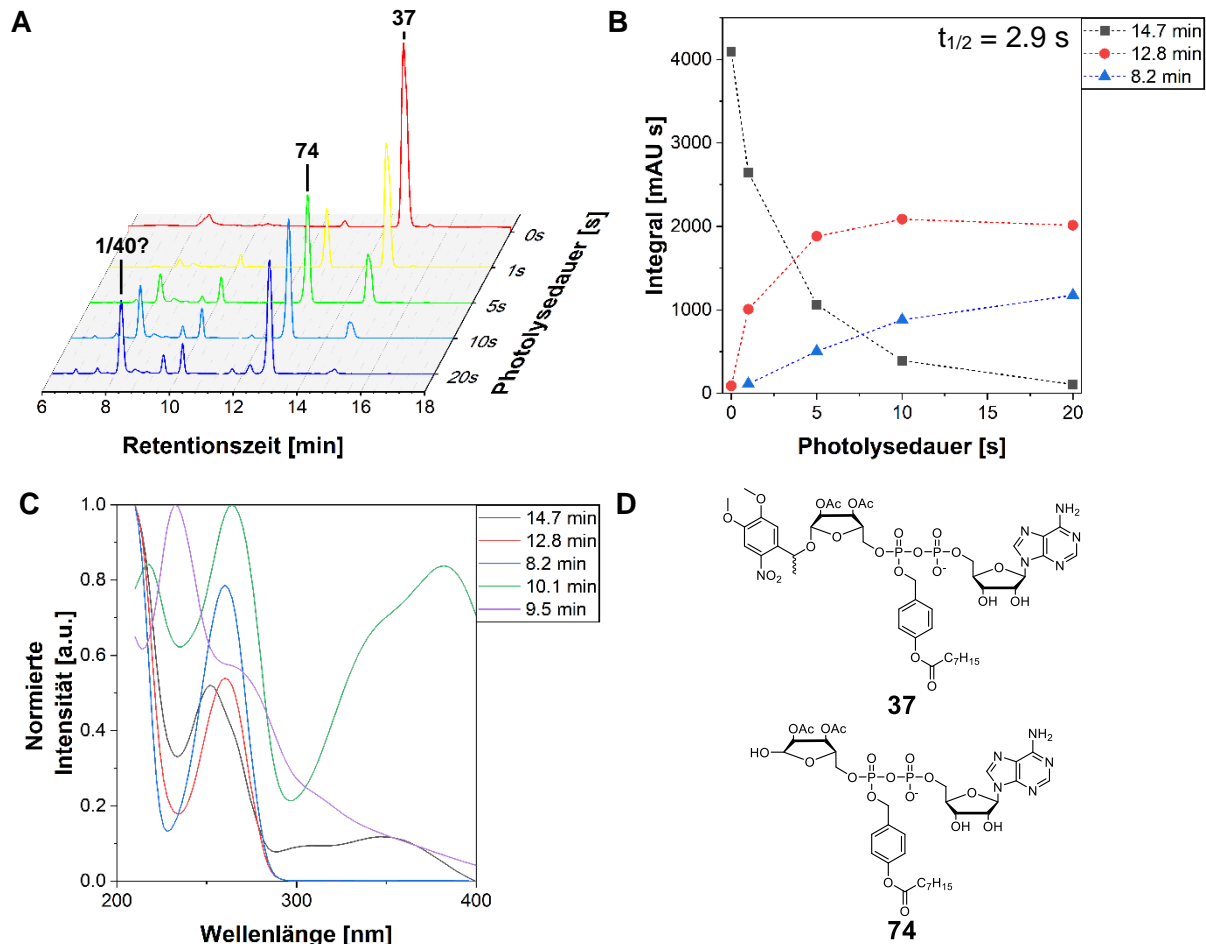 A
37
74
1/40?
0s
1s
5s
10s
20s
Photolysedauer [s]
6 8 10 12 14 16 18
Retentionszeit [min]
B
t1/2 = 2.9 s
14.7 min
12.8 min
8.2 min
4000
3000
2000
1000
0
Integral [mAU s]
0 5 10 15 20
Photolysedauer [s]
C
14.7 min
12.8 min
8.2 min
10.1 min
9.5 min
1.0
0.8
0.6
0.4
0.2
0.0
Normierte
Intensität [a.u.]
200 300 400
Wellenlänge [nm]
D
O
O
NO2
O
OAc OAc
O
O P O P O
O O
O O-
O
OH OH
N N
N N
NH2
O C7H15
O
37
HO
OAc OAc
O
O P O P O
O O
O O-
O
OH OH
N N
N N
NH2
O C7H15
O
74